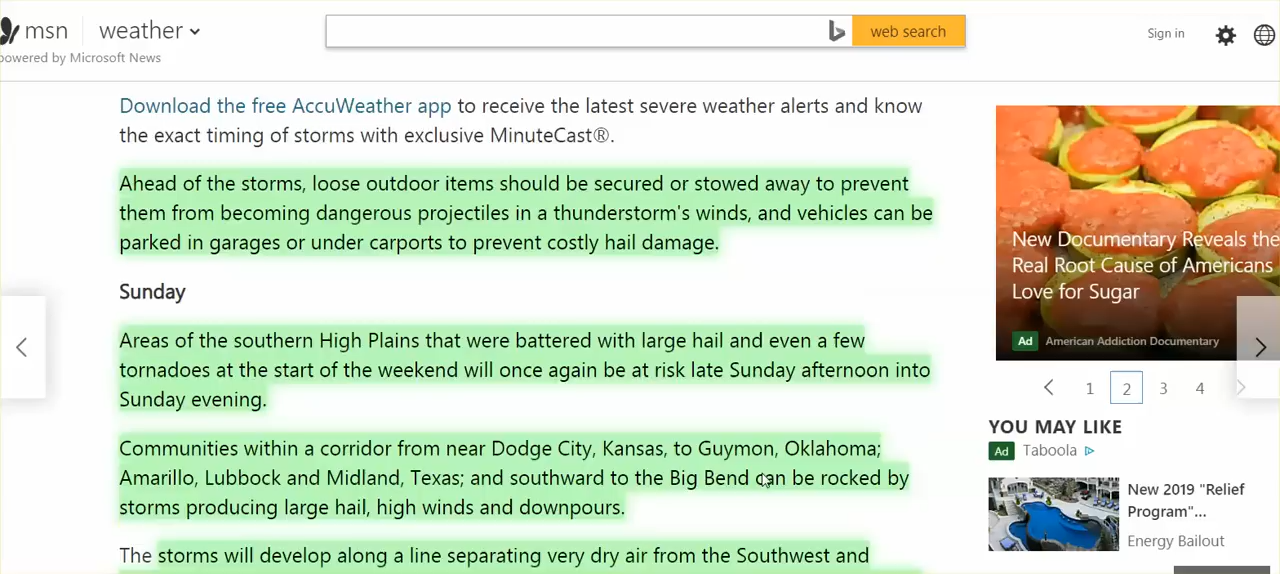 msn weather
web search
Sign in
powered by Microsoft News
Download the free AccuWeather app to receive the latest severe weather alerts and know
the exact timing of storms with exclusive MinuteCast®.
Ahead of the storms, loose outdoor items should be secured or stowed away to prevent
them from becoming dangerous projectiles in a thunderstorm's winds, and vehicles can be
parked in garages or under carports to prevent costly hail damage.
Sunday
Areas of the southern High Plains that were battered with large hail and even a few
tornadoes at the start of the weekend will once again be at risk late Sunday afternoon into
Sunday evening.
Communities within a corridor from near Dodge City, Kansas, to Guymon, Oklahoma;
Amarillo, Lubbock and Midland, Texas; and southward to the Big Bend can be rocked by
storms producing large hail, high winds and downpours.
The storms will develop along a line separating very dry air from the Southwest and
New Documentary Reveals the
Real Root Cause of Americans
Love for Sugar
Ad American Addiction Documentary
1 2 3 4
YOU MAY LIKE
Ad Taboola
New 2019 "Relief
Program"...
Energy Bailout